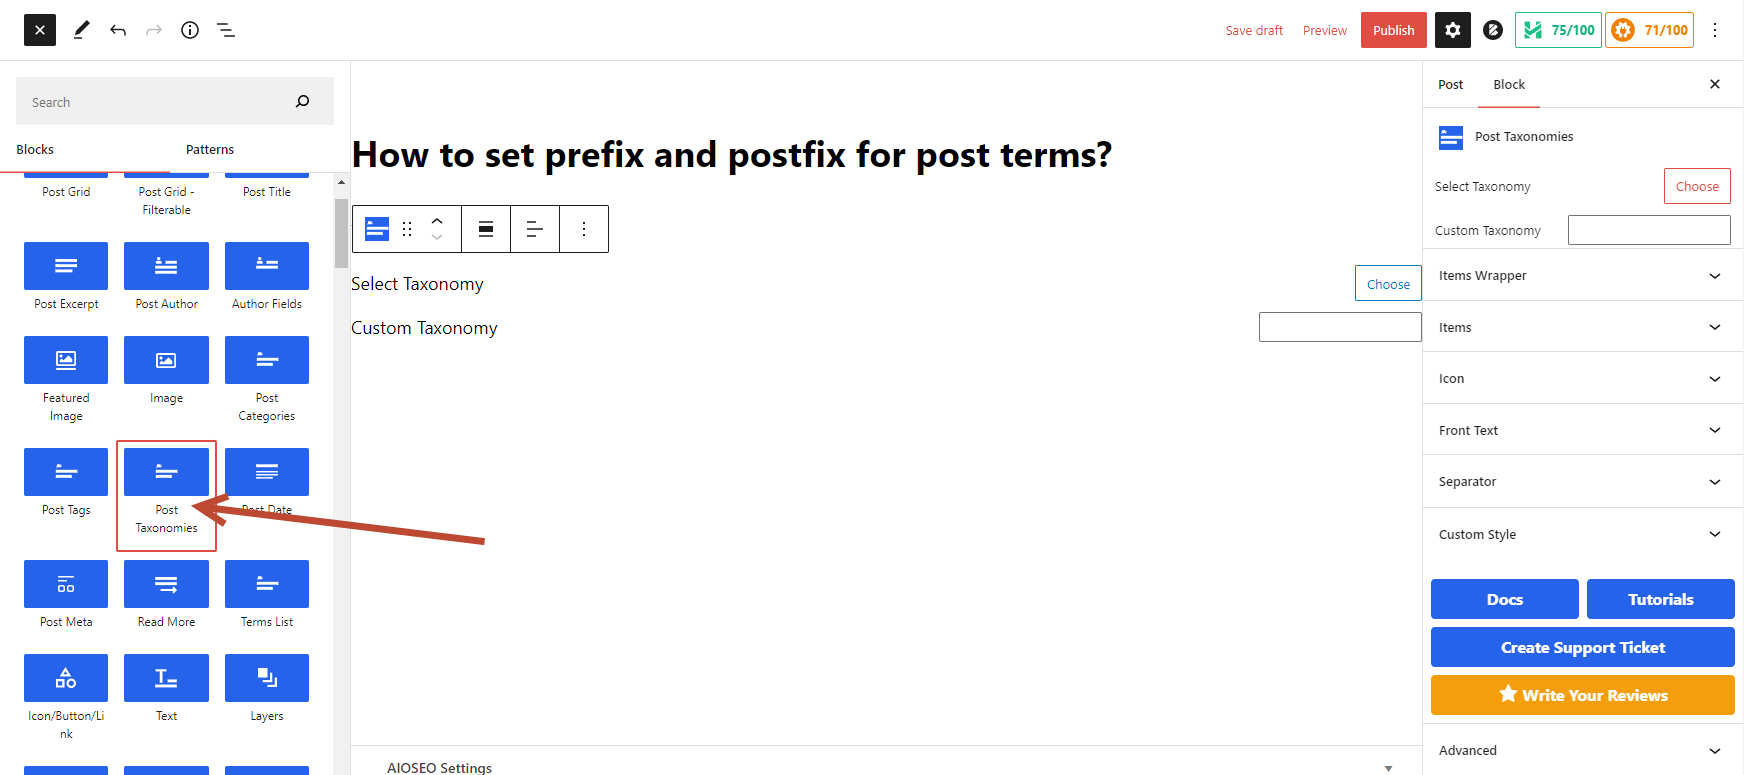 Save draft
Preview
Publish
75/100
71/100
Search
Blocks
Patterns
Post Grid
Post Grid -
Filterable
Post Title
Post Excerpt
Post Author
Author Fields
Featured
Image
Image
Post
Categories
Post Tags
Post
Taxonomies
Post Date
Post Meta
Read More
Terms List
Icon/Button/Li
nk
Text
Layers
How to set prefix and postfix for post terms?
Select Taxonomy
Choose
Custom Taxonomy
AIOSEO Settings
Post
Block
Post Taxonomies
Select Taxonomy
Choose
Custom Taxonomy
Items Wrapper
Items
Icon
Front Text
Separator
Custom Style
Docs
Tutorials
Create Support Ticket
Write Your Reviews
Advanced